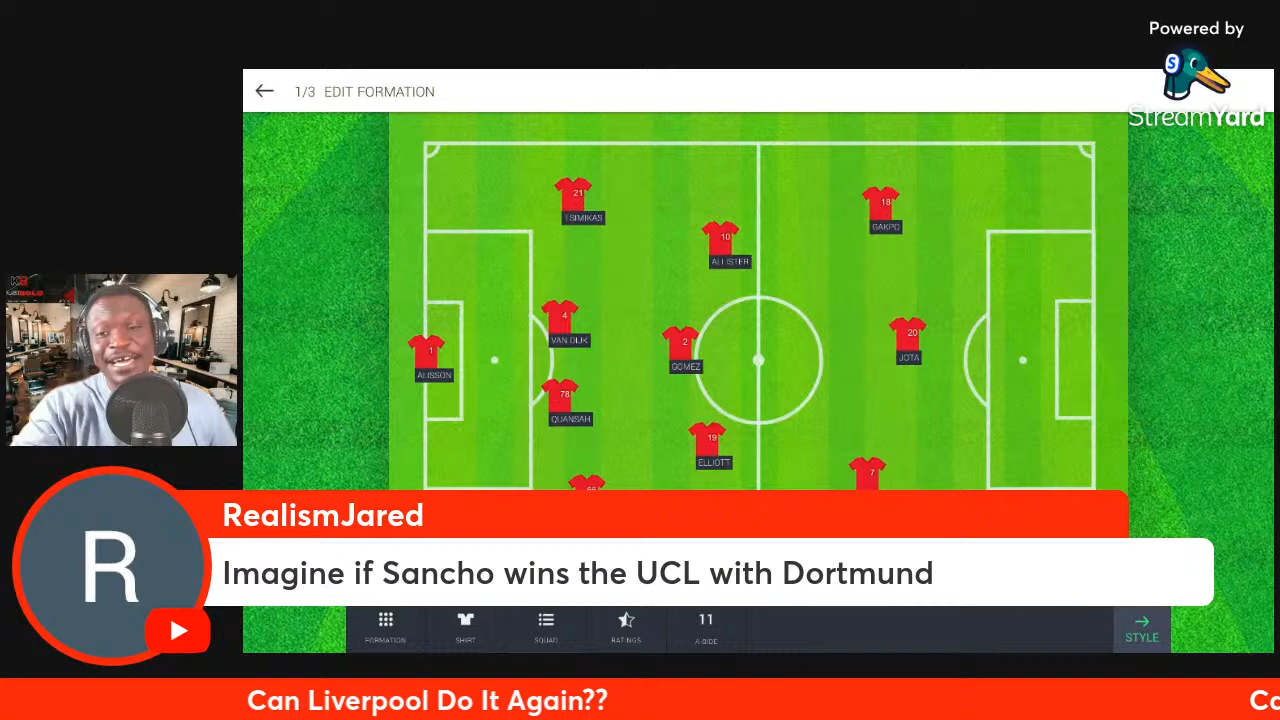 Powered by
StreamYard
1/3 EDIT FORMATION
21
TSIMIKAS
18
GAKPO
10
ALLISTER
4
VAN DIJK
1
ALISSON
2
GOMEZ
20
JOTA
78
QUANSAH
19
ELLIOTT
66
7
R
RealismJared
Imagine if Sancho wins the UCL with Dortmund
FORMATION
SHIRT
SQUAD
RATINGS
11
A SIDE
STYLE
Can Liverpool Do It Again??
Ca